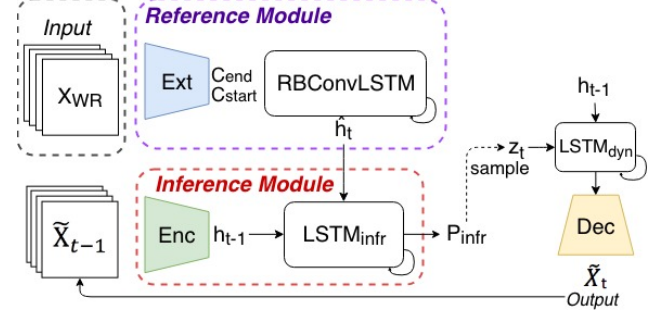 Input
X_WR
Reference Module
Ext
C_end
C_start
RBConvLSTM
ĥ_t
h_{t-1}
z_t
sample
LSTM_dyn
Inference Module
X̃_{t−1}
Enc
h_{t-1}
LSTM_infr
P_infr
Dec
X̃_t
Output